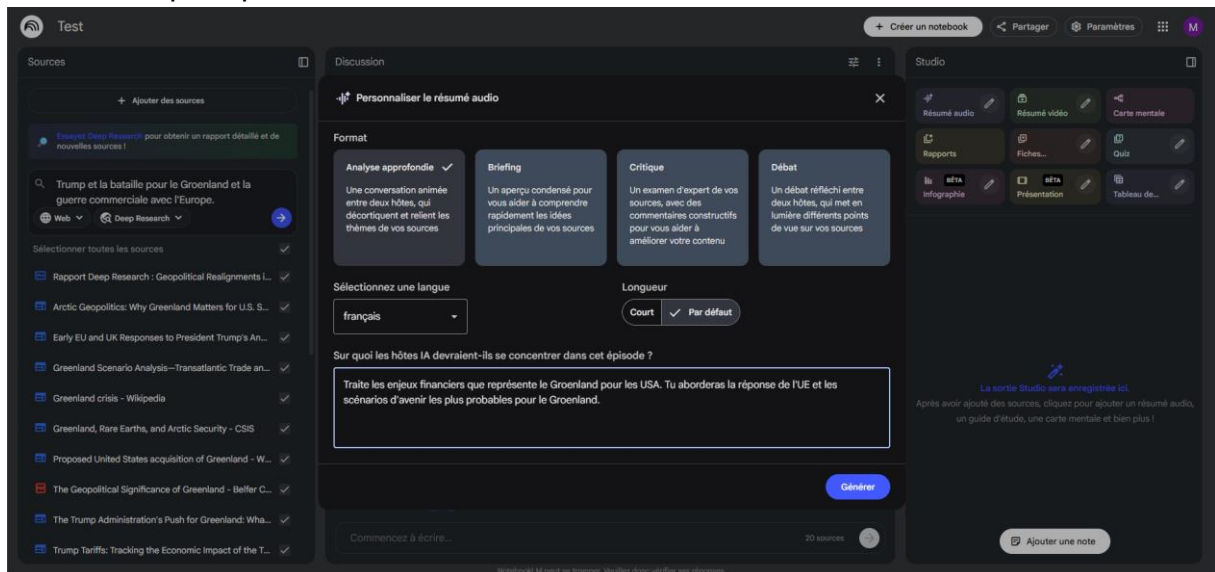 Test
+ Créer un notebook
Partager
Paramètres
M
Sources
+ Ajouter des sources
Essayez Deep Research pour obtenir un rapport détaillé et de
nouvelles sources !
Trump et la bataille pour le Groenland et la
guerre commerciale avec l'Europe.
Web
Deep Research
Sélectionner toutes les sources
Rapport Deep Research : Geopolitical Realignments i...
Arctic Geopolitics: Why Greenland Matters for U.S. S...
Early EU and UK Responses to President Trump's An...
Greenland Scenario Analysis—Transatlantic Trade an...
Greenland crisis - Wikipedia
Greenland, Rare Earths, and Arctic Security - CSIS
Proposed United States acquisition of Greenland - W...
The Geopolitical Significance of Greenland - Belfer C...
The Trump Administration's Push for Greenland: Wha...
Trump Tariffs: Tracking the Economic Impact of the T...
Discussion
Personnaliser le résumé audio
Format
Analyse approfondie
Une conversation animée
entre deux hôtes, qui
décortiquent et relient les
thèmes de vos sources
Briefing
Un aperçu condensé pour
vous aider à comprendre
rapidement les idées
principales de vos sources
Critique
Un examen d'expert de vos
sources, avec des
commentaires constructifs
pour vous aider à
améliorer votre contenu
Débat
Un débat réfléchi entre
deux hôtes, qui met en
lumière différents points
de vue sur vos sources
Sélectionnez une langue
français
Longueur
Court
Par défaut
Sur quoi les hôtes IA devraient-ils se concentrer dans cet épisode ?
Traite les enjeux financiers que représente le Groenland pour les USA. Tu aborderas la réponse de l'UE et les
scénarios d'avenir les plus probables pour le Groenland.
Générer
Commencez à écrire...
20 sources
Studio
Résumé audio
Résumé vidéo
Carte mentale
Rapports
Fiches...
Quiz
BÊTA
Infographie
BÊTA
Présentation
Tableau de...
La sortie Studio sera enregistrée ici.
Après avoir ajouté des sources, cliquez pour ajouter un résumé audio,
un guide d'étude, une carte mentale et bien plus !
Ajouter une note